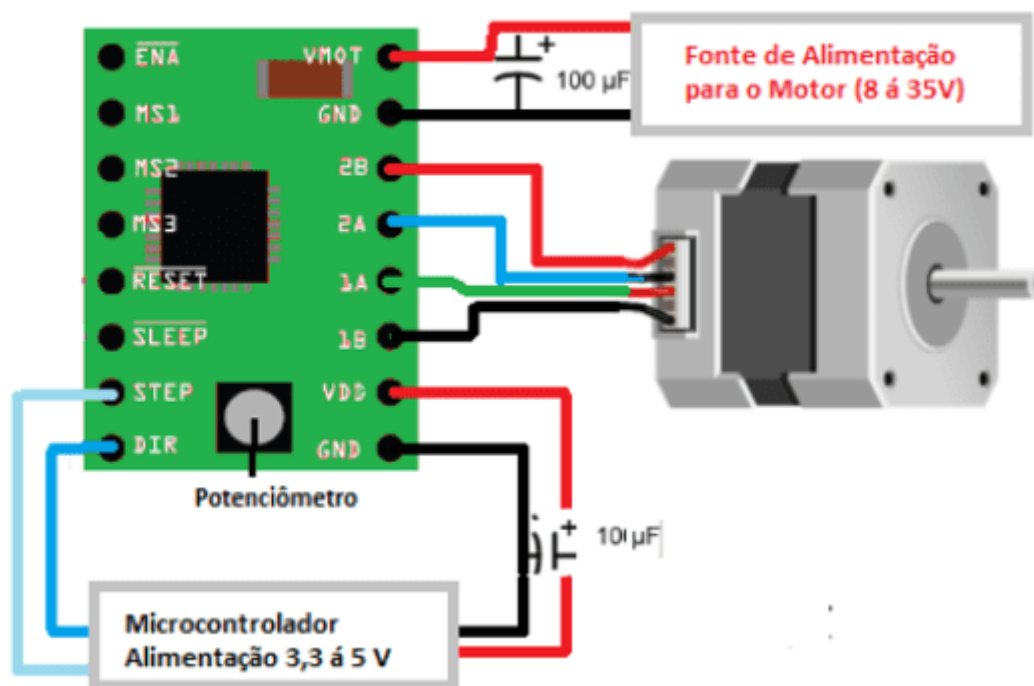 ENA
MS1
MS2
MS3
RESET
SLEEP
STEP
DIR
VMOT
GND
2B
2A
1A
1B
VDD
GND
+
100 µF
Fonte de Alimentação
para o Motor (8 á 35V)
Potenciômetro
+
µF
Microcontrolador
Alimentação 3,3 á 5 V